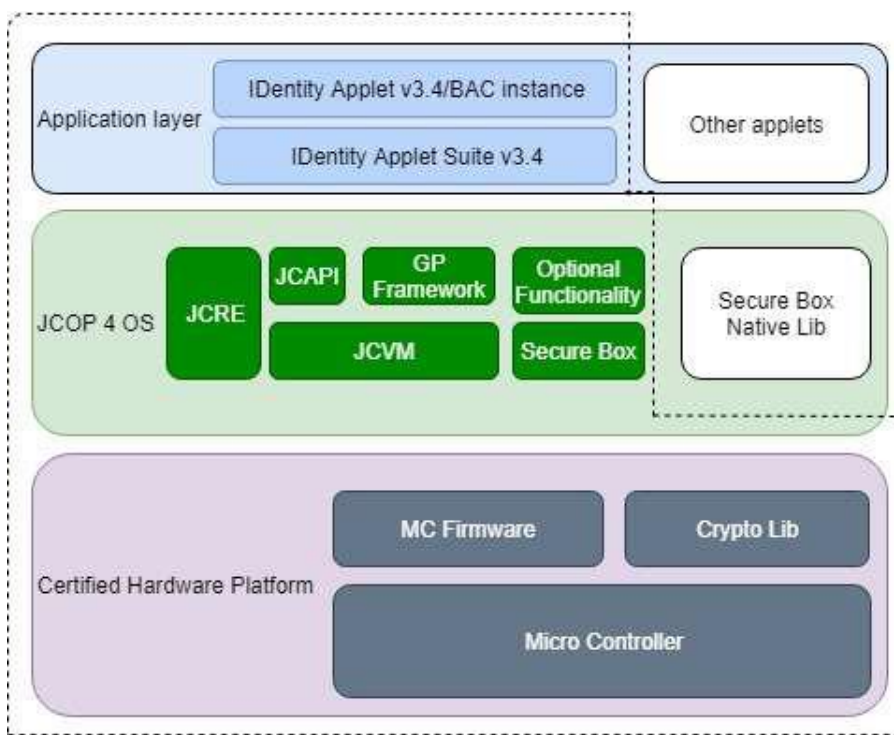 IDentity Applet v3.4/BAC instance
Application layer
Other applets
IDentity Applet Suite v3.4
JCOP 4 OS
JCRE
JCAPI
GP
Framework
Optional
Functionality
JCVM
Secure Box
Secure Box
Native Lib
MC Firmware
Crypto Lib
Certified Hardware Platform
Micro Controller